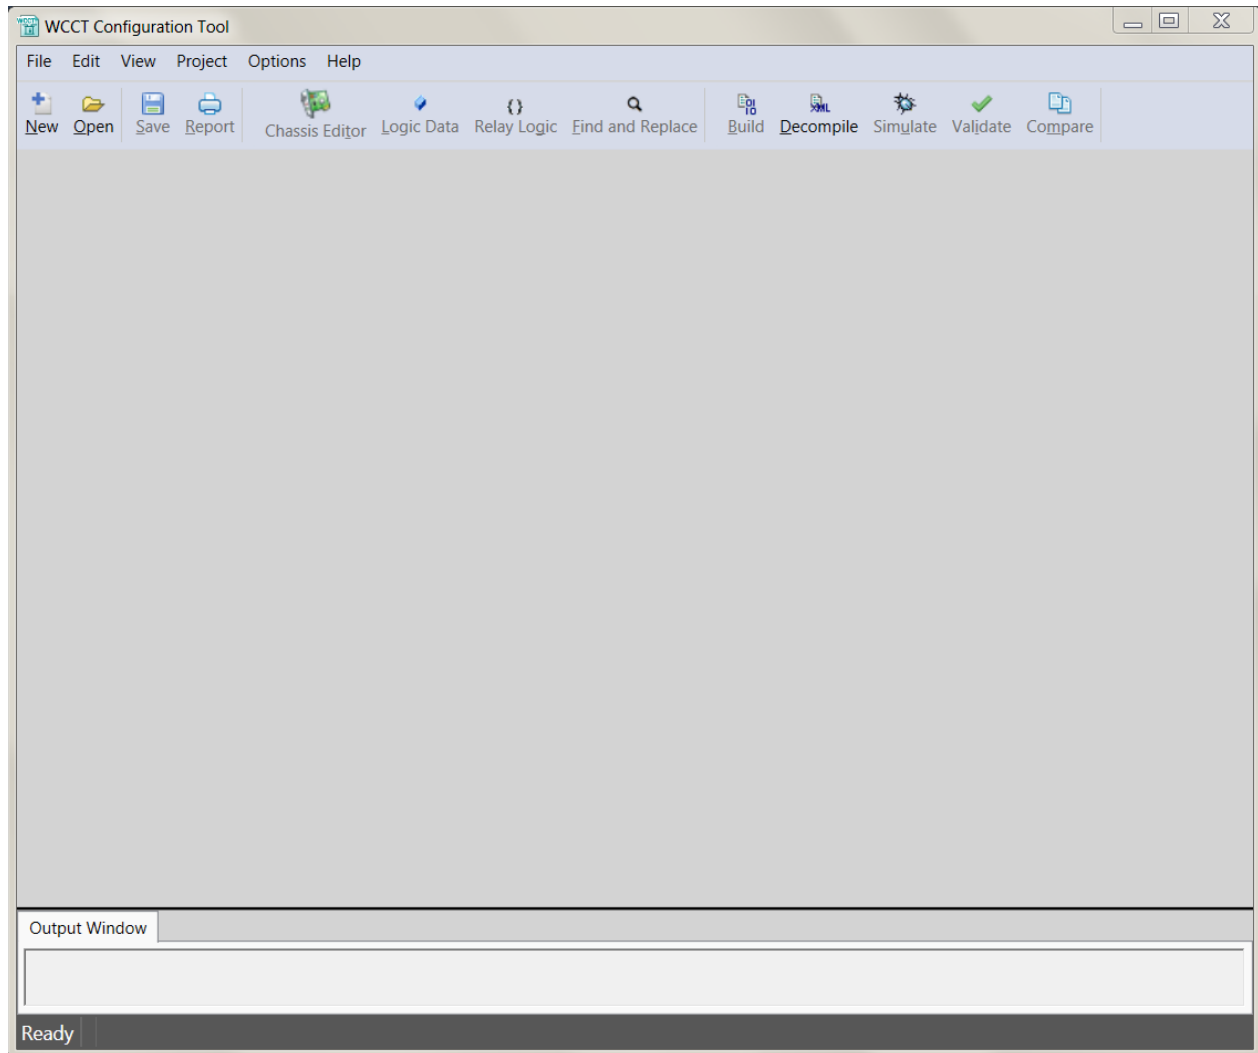 WCCT Configuration Tool
File Edit View Project Options Help
New Open Save Report Chassis Editor Logic Data Relay Logic Find and Replace Build Decompile Simulate Validate Compare
Output Window
Ready